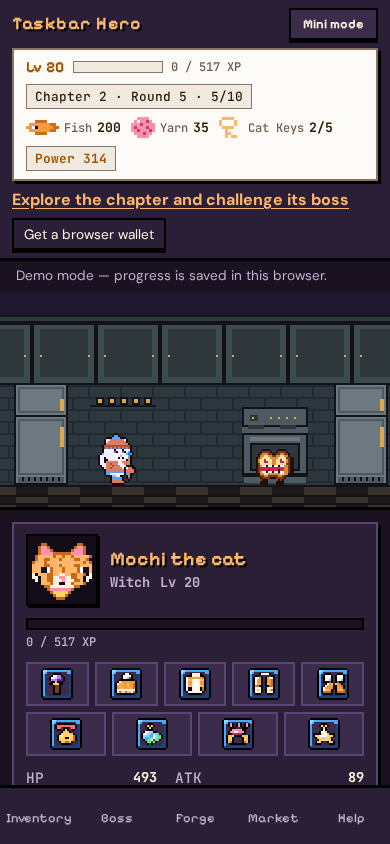 Taskbar Hero
Mini mode
Lv 20 0 / 517 XP
Chapter 2 · Round 5 · 5/10
Fish 200 Yarn 35 Cat Keys 2/5
Power 314
Explore the chapter and challenge its boss
Get a browser wallet
Demo mode — progress is saved in this browser.
Mochi the cat
Witch Lv 20
0 / 517 XP
HP 493 ATK 89
Inventory Boss Forge Market Help